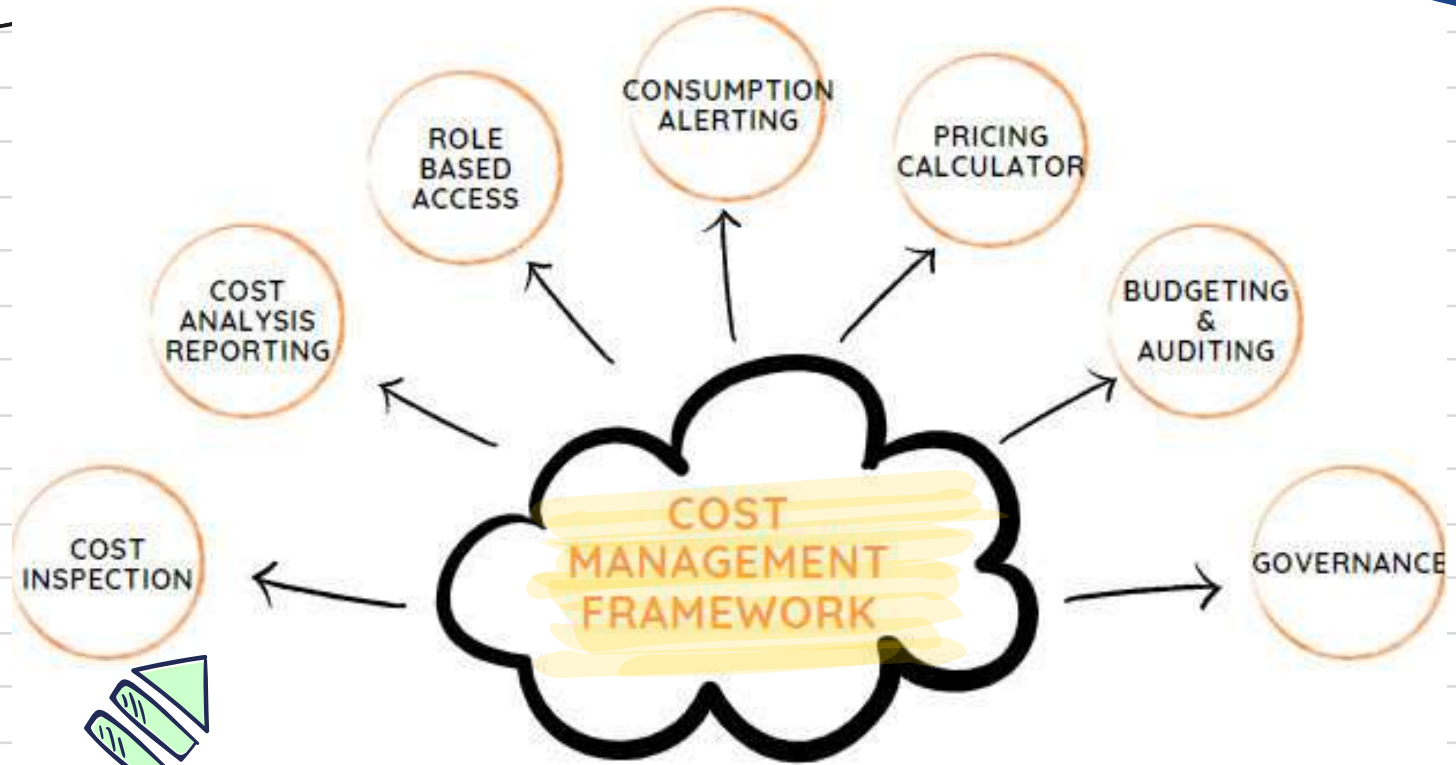 CONSUMPTION
ALERTING
ROLE
BASED
ACCESS
PRICING
CALCULATOR
COST
ANALYSIS
REPORTING
BUDGETING
&
AUDITING
COST
INSPECTION
GOVERNANCE
COST
MANAGEMENT
FRAMEWORK